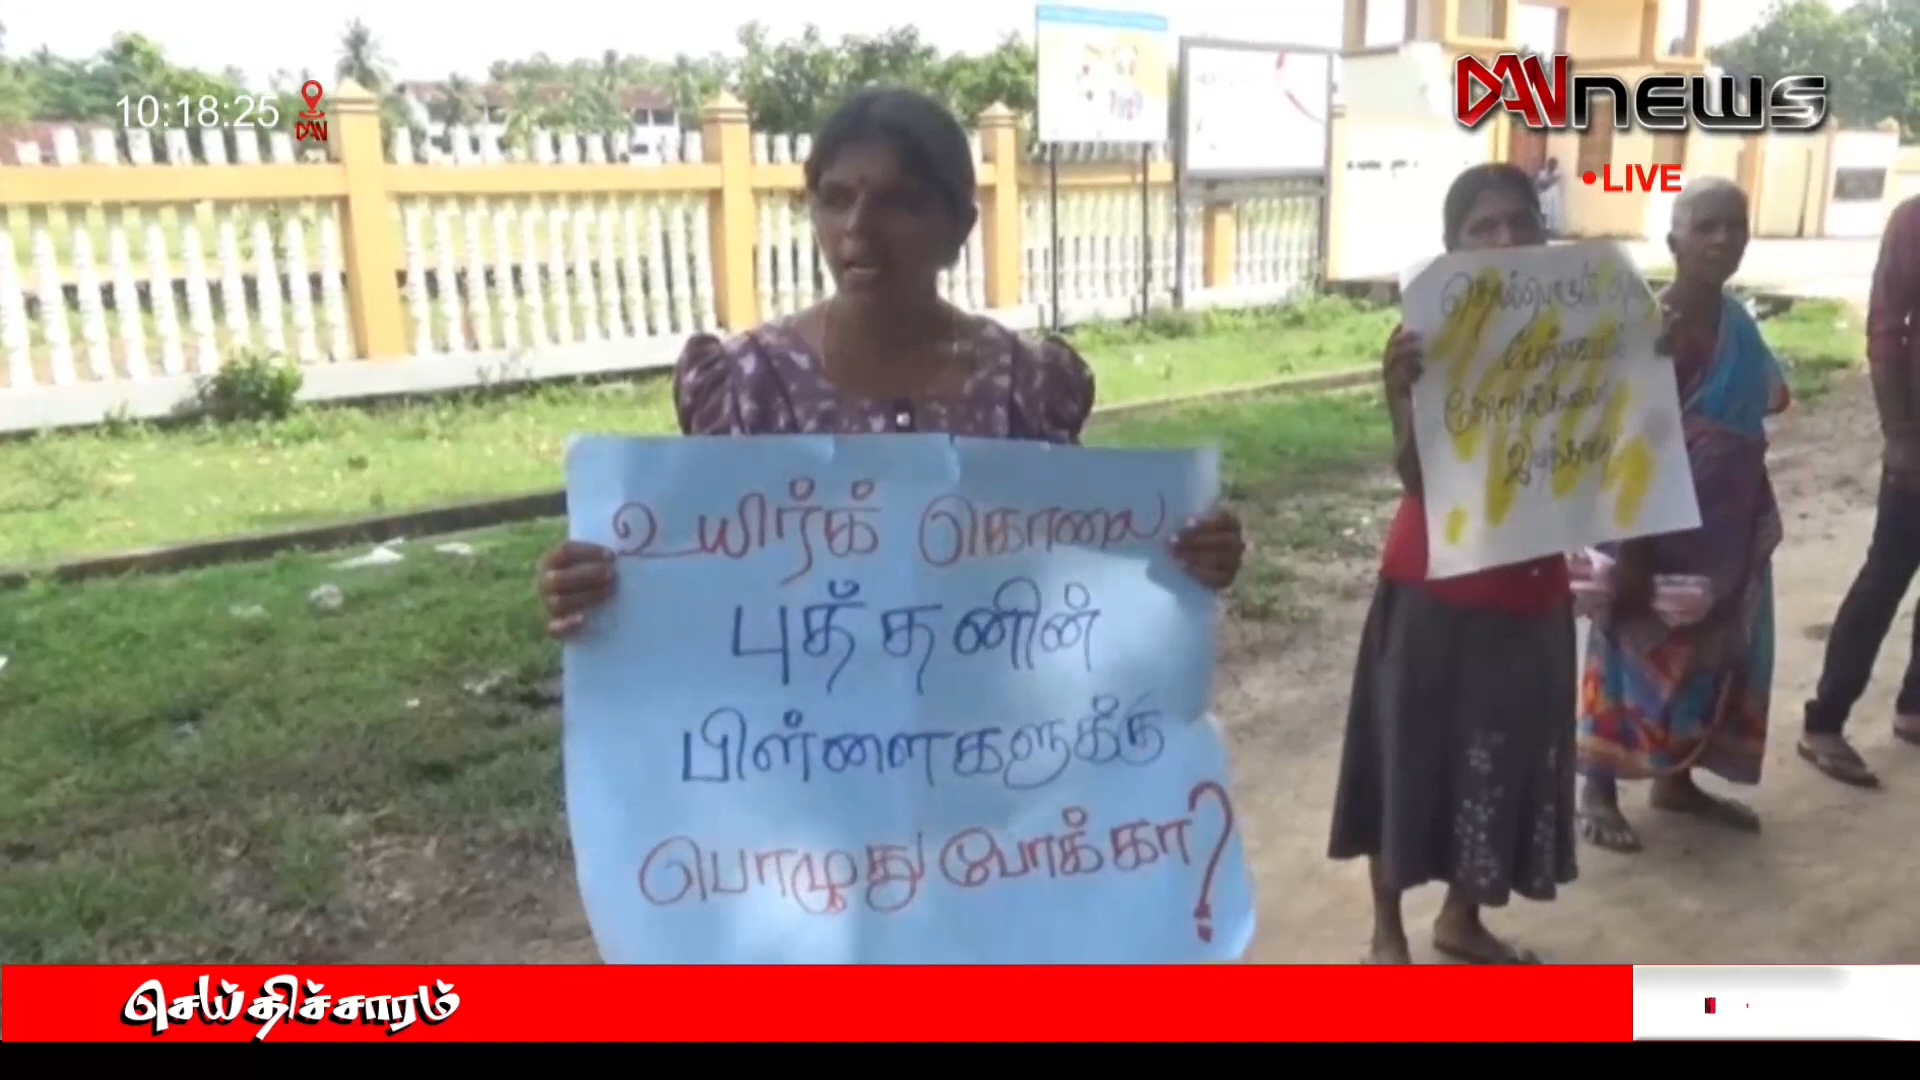 10:18:25
DAN
DAN news
LIVE
உயிர்க் கொலை
புத்தனின்
பிள்ளைகளுக்கு
பொழுது போக்கா?
செய்திச்சாரம்